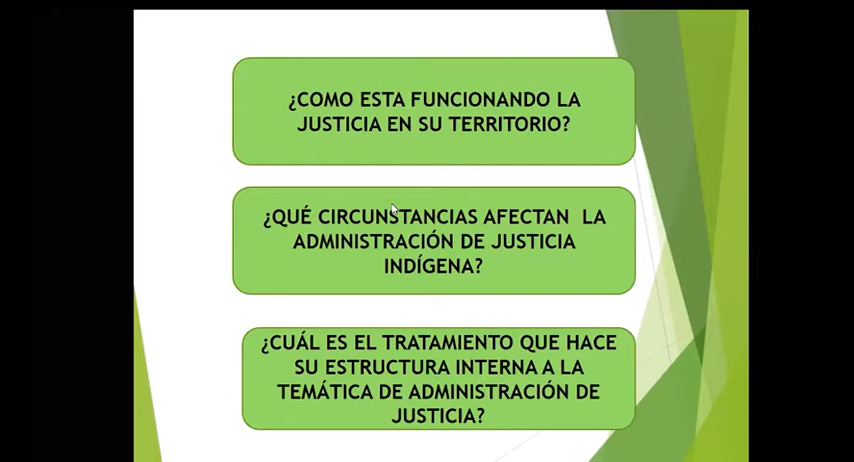 ¿COMO ESTA FUNCIONANDO LA
JUSTICIA EN SU TERRITORIO?
¿QUÉ CIRCUNSTANCIAS AFECTAN  LA
ADMINISTRACIÓN DE JUSTICIA
INDÍGENA?
¿CUÁL ES EL TRATAMIENTO QUE HACE
SU ESTRUCTURA INTERNA A LA
TEMÁTICA DE ADMINISTRACIÓN DE
JUSTICIA?